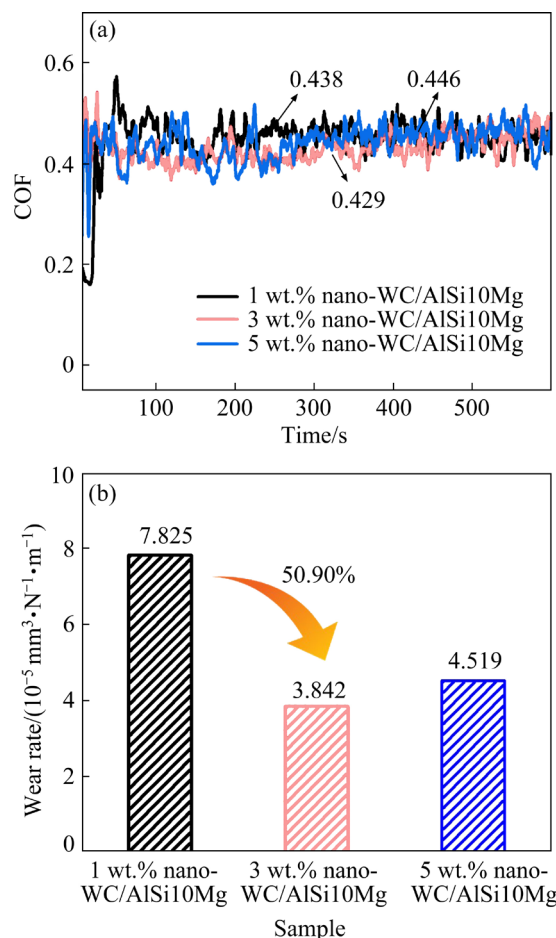 (a)
0.6
0.4
0.2
0
COF
0.438
0.446
0.429
1 wt.% nano-WC/AlSi10Mg
3 wt.% nano-WC/AlSi10Mg
5 wt.% nano-WC/AlSi10Mg
100 200 300 400 500
Time/s
(b)
10
8
6
4
2
0
Wear rate/(10⁻⁵ mm³•N⁻¹•m⁻¹)
7.825
50.90%
3.842
4.519
1 wt.% nano- 3 wt.% nano- 5 wt.% nano-
WC/AlSi10Mg WC/AlSi10Mg WC/AlSi10Mg
Sample